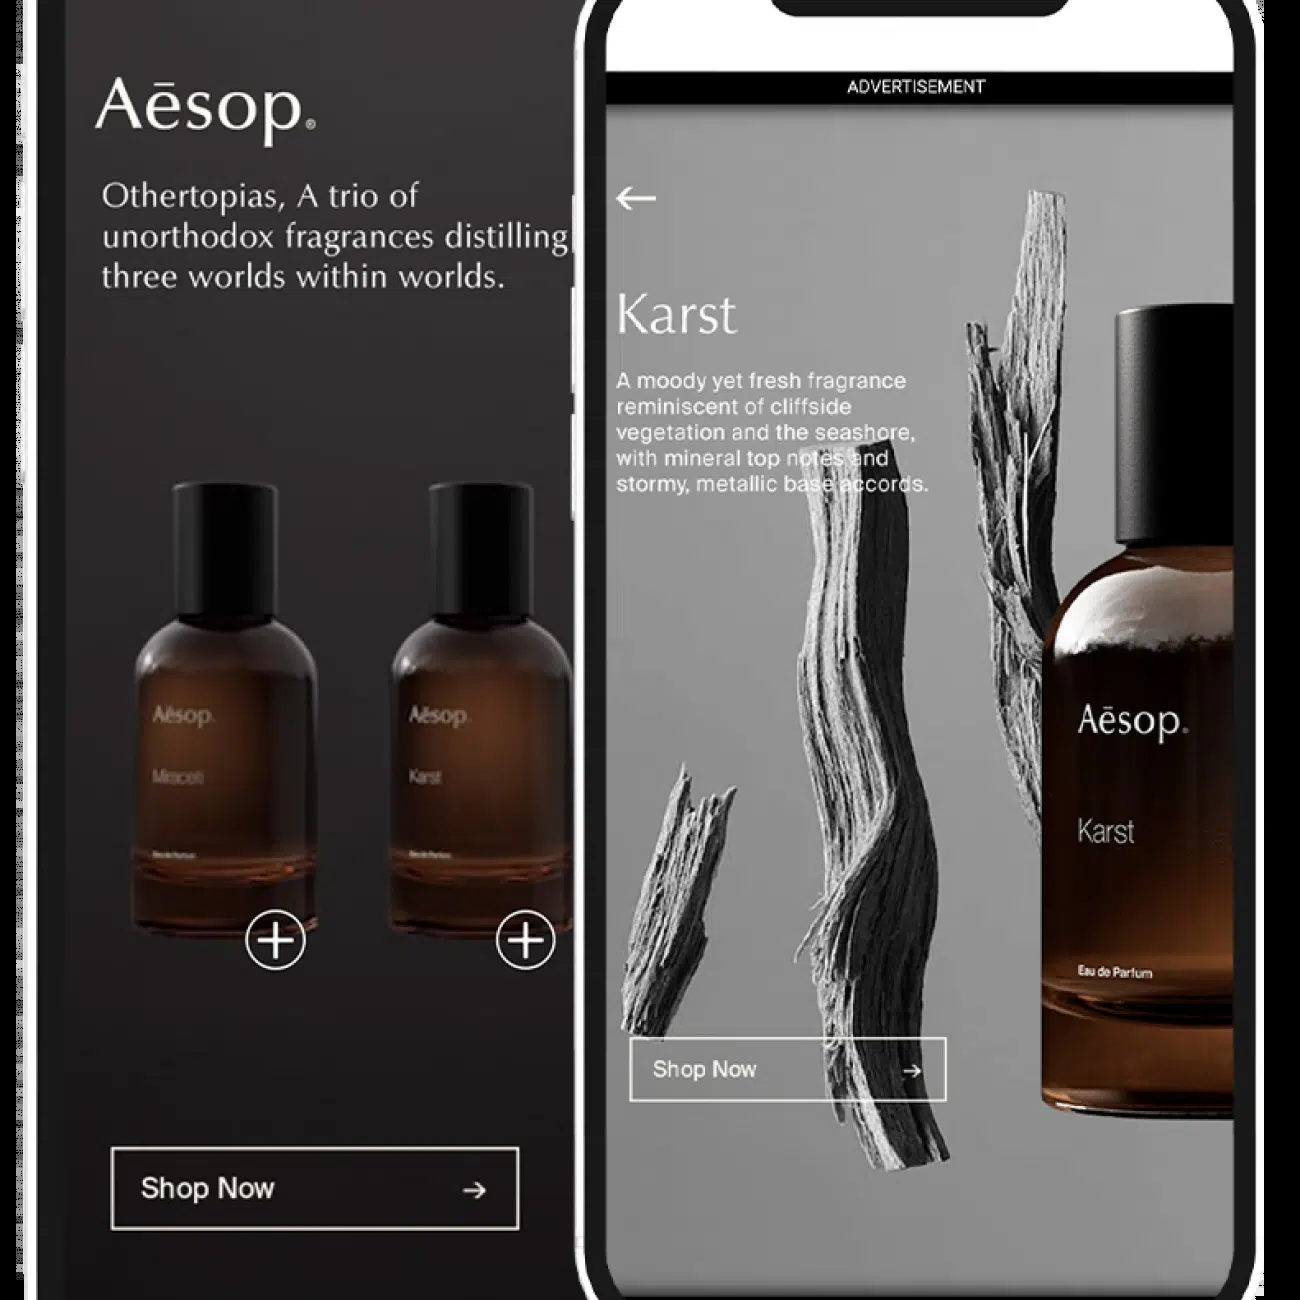 Aēsop.®
Othertopias, A trio of
unorthodox fragrances distilling
three worlds within worlds.
Aēsop.
Miraceti
Eau de Parfum
Aēsop.
Karst
Eau de Parfum
Shop Now →
ADVERTISEMENT
←
Karst
A moody yet fresh fragrance
reminiscent of cliffside
vegetation and the seashore,
with mineral top notes and
stormy, metallic base accords.
Aēsop.
Karst
Eau de Parfum
Shop Now →